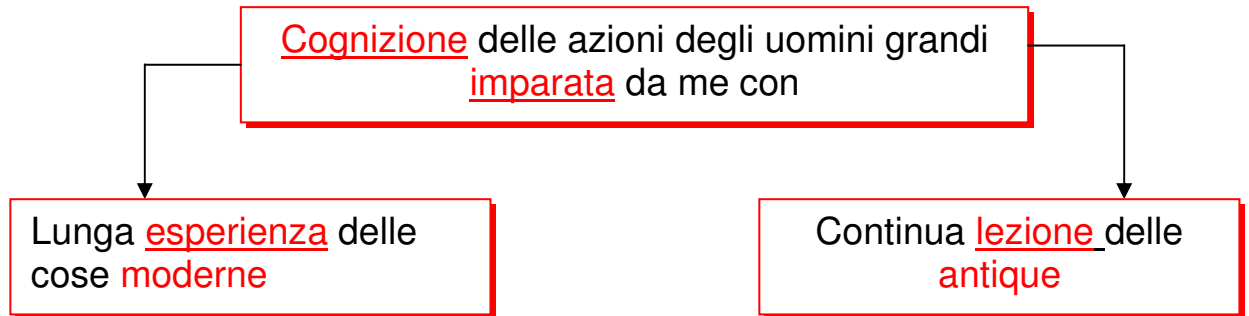 Cognizione delle azioni degli uomini grandi
imparata da me con
Lunga esperienza delle
cose moderne
Continua lezione delle
antique